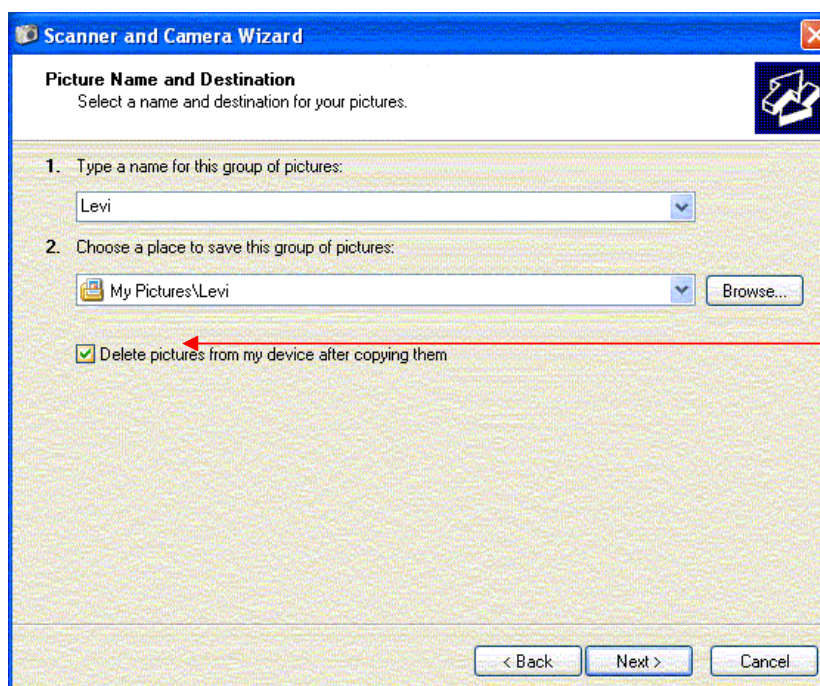 Scanner and Camera Wizard
Picture Name and Destination
Select a name and destination for your pictures.
1. Type a name for this group of pictures:
Levi
2. Choose a place to save this group of pictures:
My Pictures\Levi
Browse...
Delete pictures from my device after copying them
< Back
Next >
Cancel